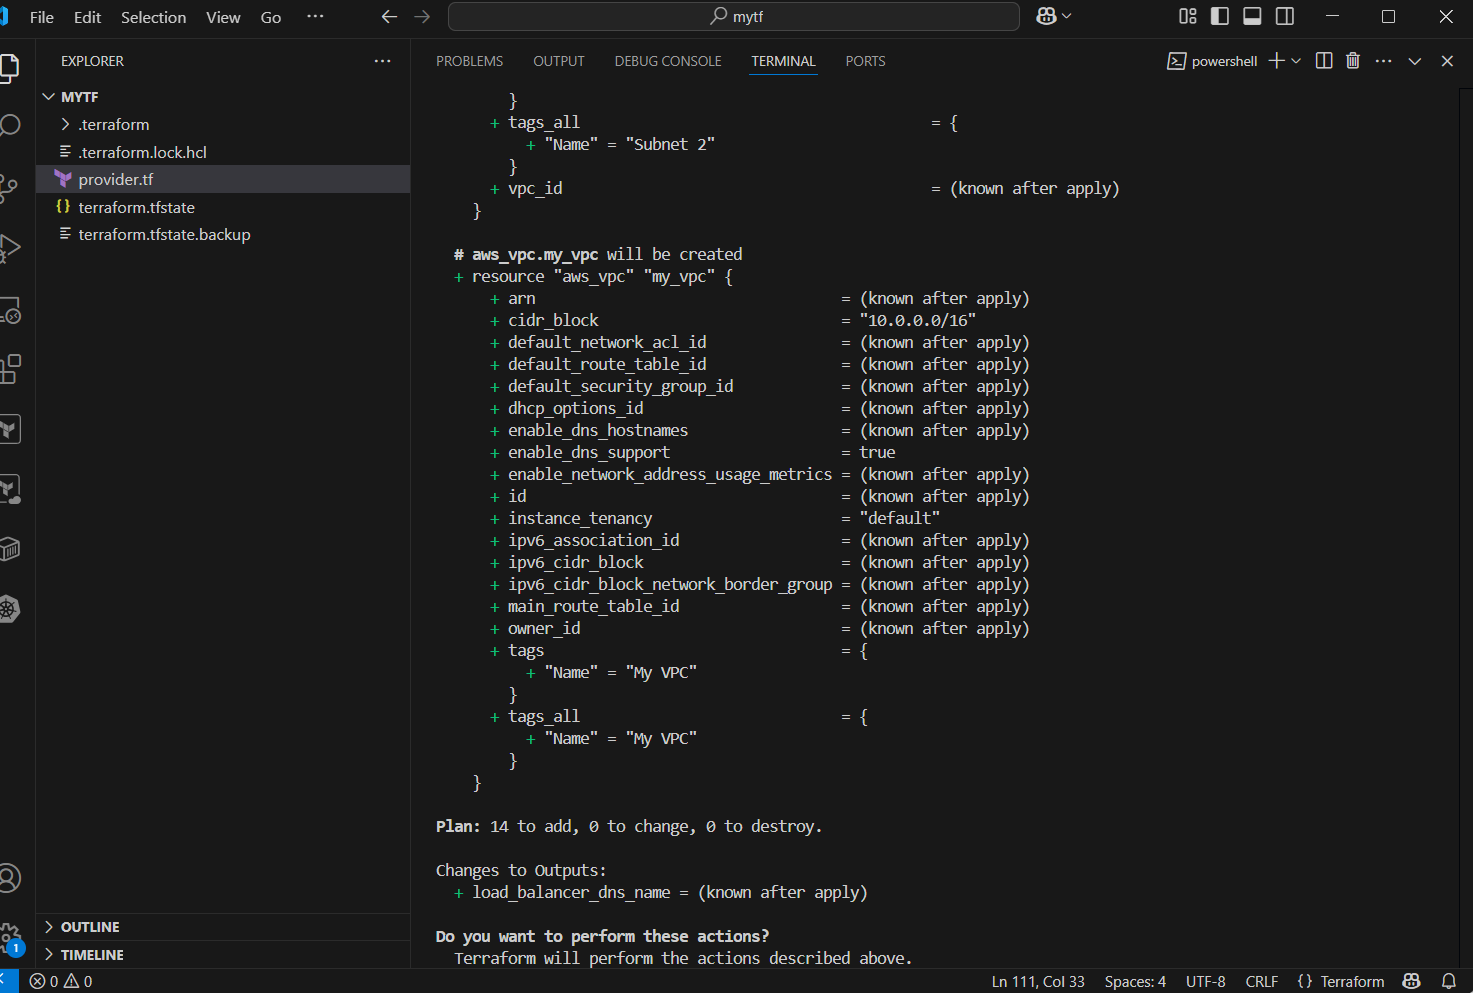 File Edit Selection View Go ··· mytf
EXPLORER ···
MYTF
.terraform
.terraform.lock.hcl
provider.tf
terraform.tfstate
terraform.tfstate.backup
OUTLINE
TIMELINE
PROBLEMS OUTPUT DEBUG CONSOLE TERMINAL PORTS powershell
}
+ tags_all = {
+ "Name" = "Subnet 2"
}
+ vpc_id = (known after apply)
}
# aws_vpc.my_vpc will be created
+ resource "aws_vpc" "my_vpc" {
+ arn = (known after apply)
+ cidr_block = "10.0.0.0/16"
+ default_network_acl_id = (known after apply)
+ default_route_table_id = (known after apply)
+ default_security_group_id = (known after apply)
+ dhcp_options_id = (known after apply)
+ enable_dns_hostnames = (known after apply)
+ enable_dns_support = true
+ enable_network_address_usage_metrics = (known after apply)
+ id = (known after apply)
+ instance_tenancy = "default"
+ ipv6_association_id = (known after apply)
+ ipv6_cidr_block = (known after apply)
+ ipv6_cidr_block_network_border_group = (known after apply)
+ main_route_table_id = (known after apply)
+ owner_id = (known after apply)
+ tags = {
+ "Name" = "My VPC"
}
+ tags_all = {
+ "Name" = "My VPC"
}
}
Plan: 14 to add, 0 to change, 0 to destroy.
Changes to Outputs:
+ load_balancer_dns_name = (known after apply)
Do you want to perform these actions?
Terraform will perform the actions described above.
1
0 0 Ln 111, Col 33 Spaces: 4 UTF-8 CRLF {} Terraform